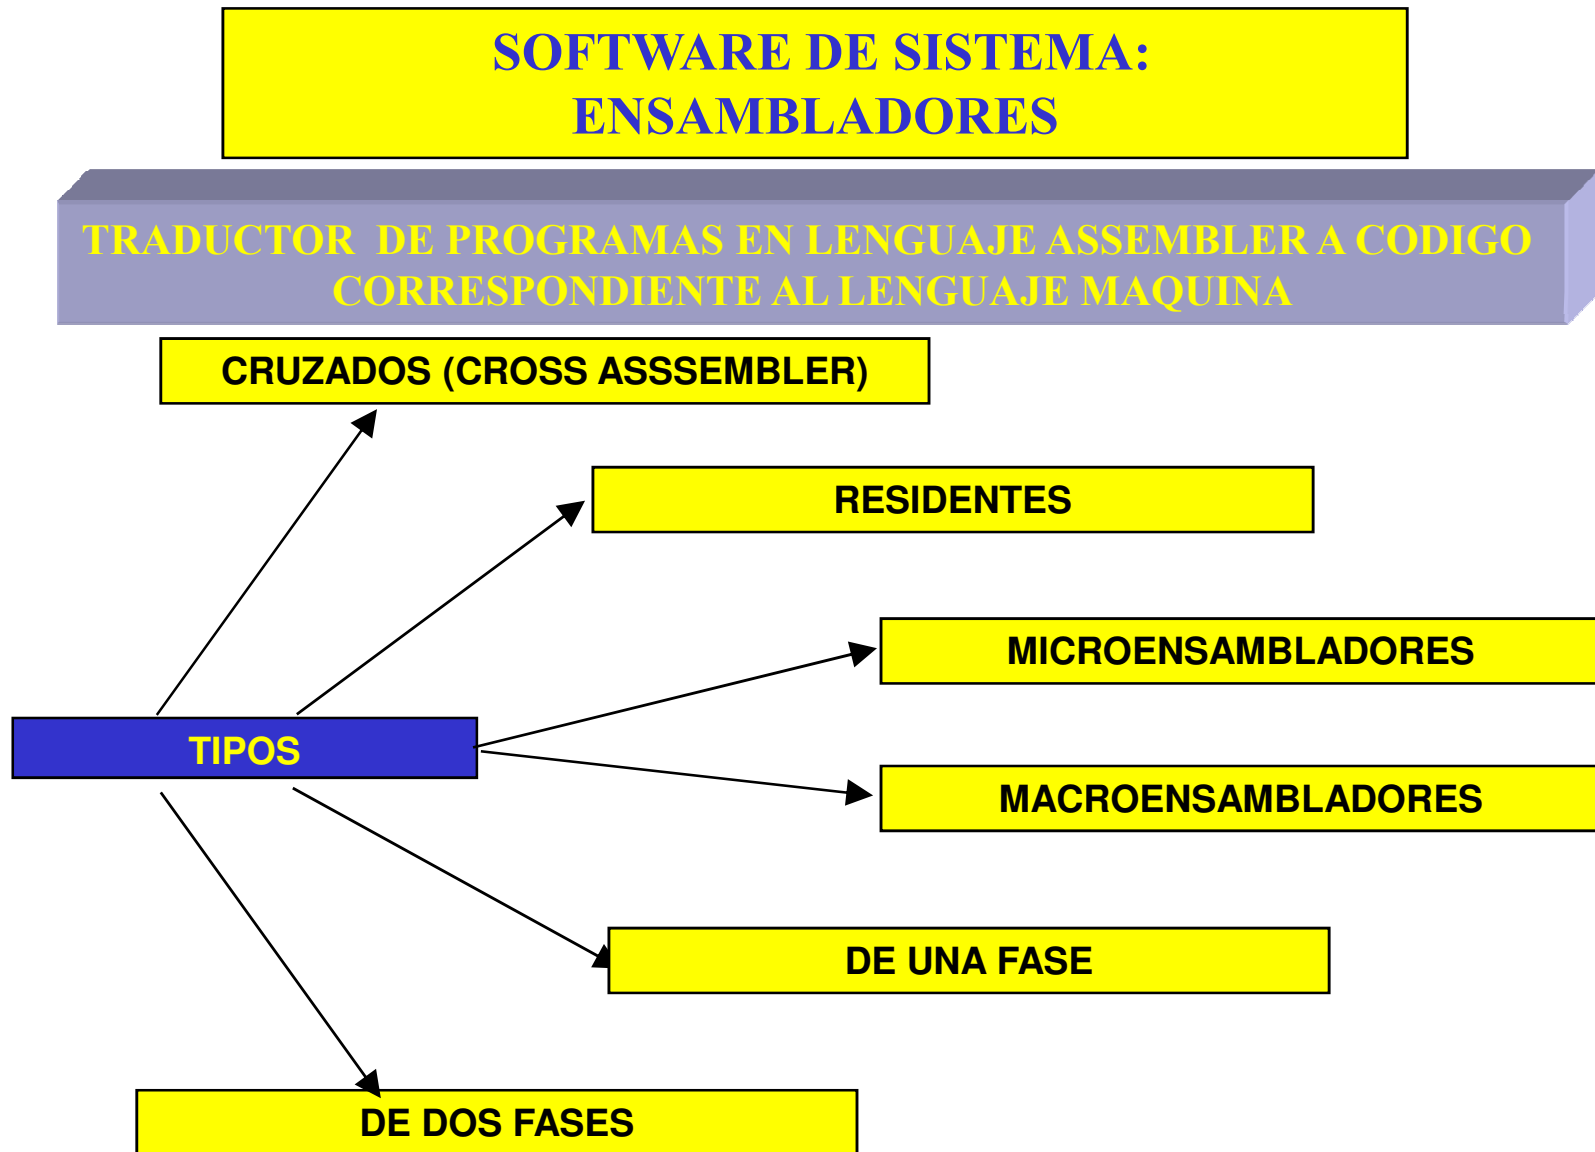 SOFTWARE DE SISTEMA:
ENSAMBLADORES
TRADUCTOR DE PROGRAMAS EN LENGUAJE ASSEMBLER A CODIGO
CORRESPONDIENTE AL LENGUAJE MAQUINA
CRUZADOS (CROSS ASSSEMBLER)
RESIDENTES
MICROENSAMBLADORES
TIPOS
MACROENSAMBLADORES
DE UNA FASE
DE DOS FASES